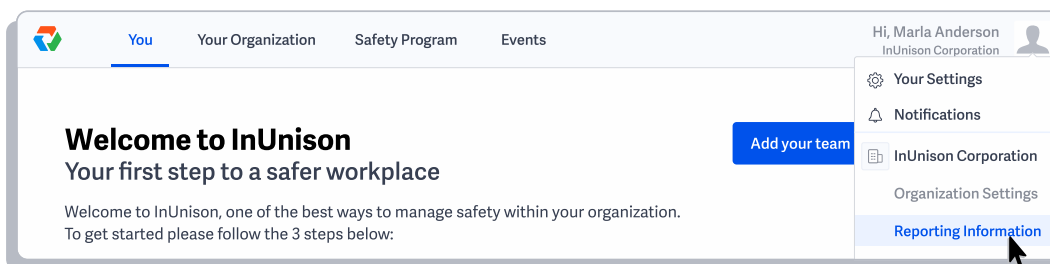 You Your Organization Safety Program Events
Hi, Marla Anderson
InUnison Corporation
Your Settings
Notifications
InUnison Corporation
Organization Settings
Reporting Information
Welcome to InUnison
Your first step to a safer workplace
Add your team
Welcome to InUnison, one of the best ways to manage safety within your organization.
To get started please follow the 3 steps below: